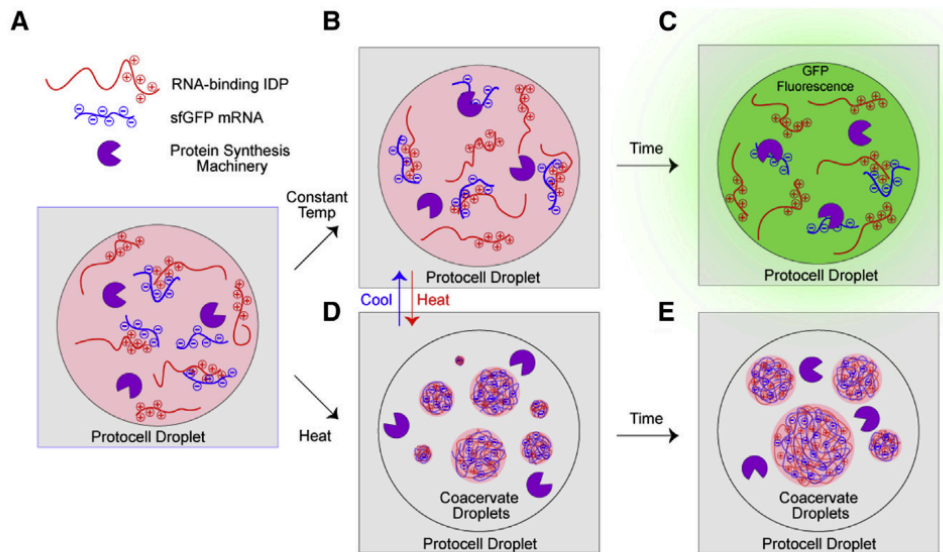 A
RNA-binding IDP
sfGFP mRNA
Protein Synthesis
Machinery
Protocell Droplet
Constant
Temp
Heat
B
Protocell Droplet
Time
C
GFP
Fluorescence
Protocell Droplet
Cool
Heat
D
Coacervate
Droplets
Protocell Droplet
Time
E
Coacervate
Droplets
Protocell Droplet